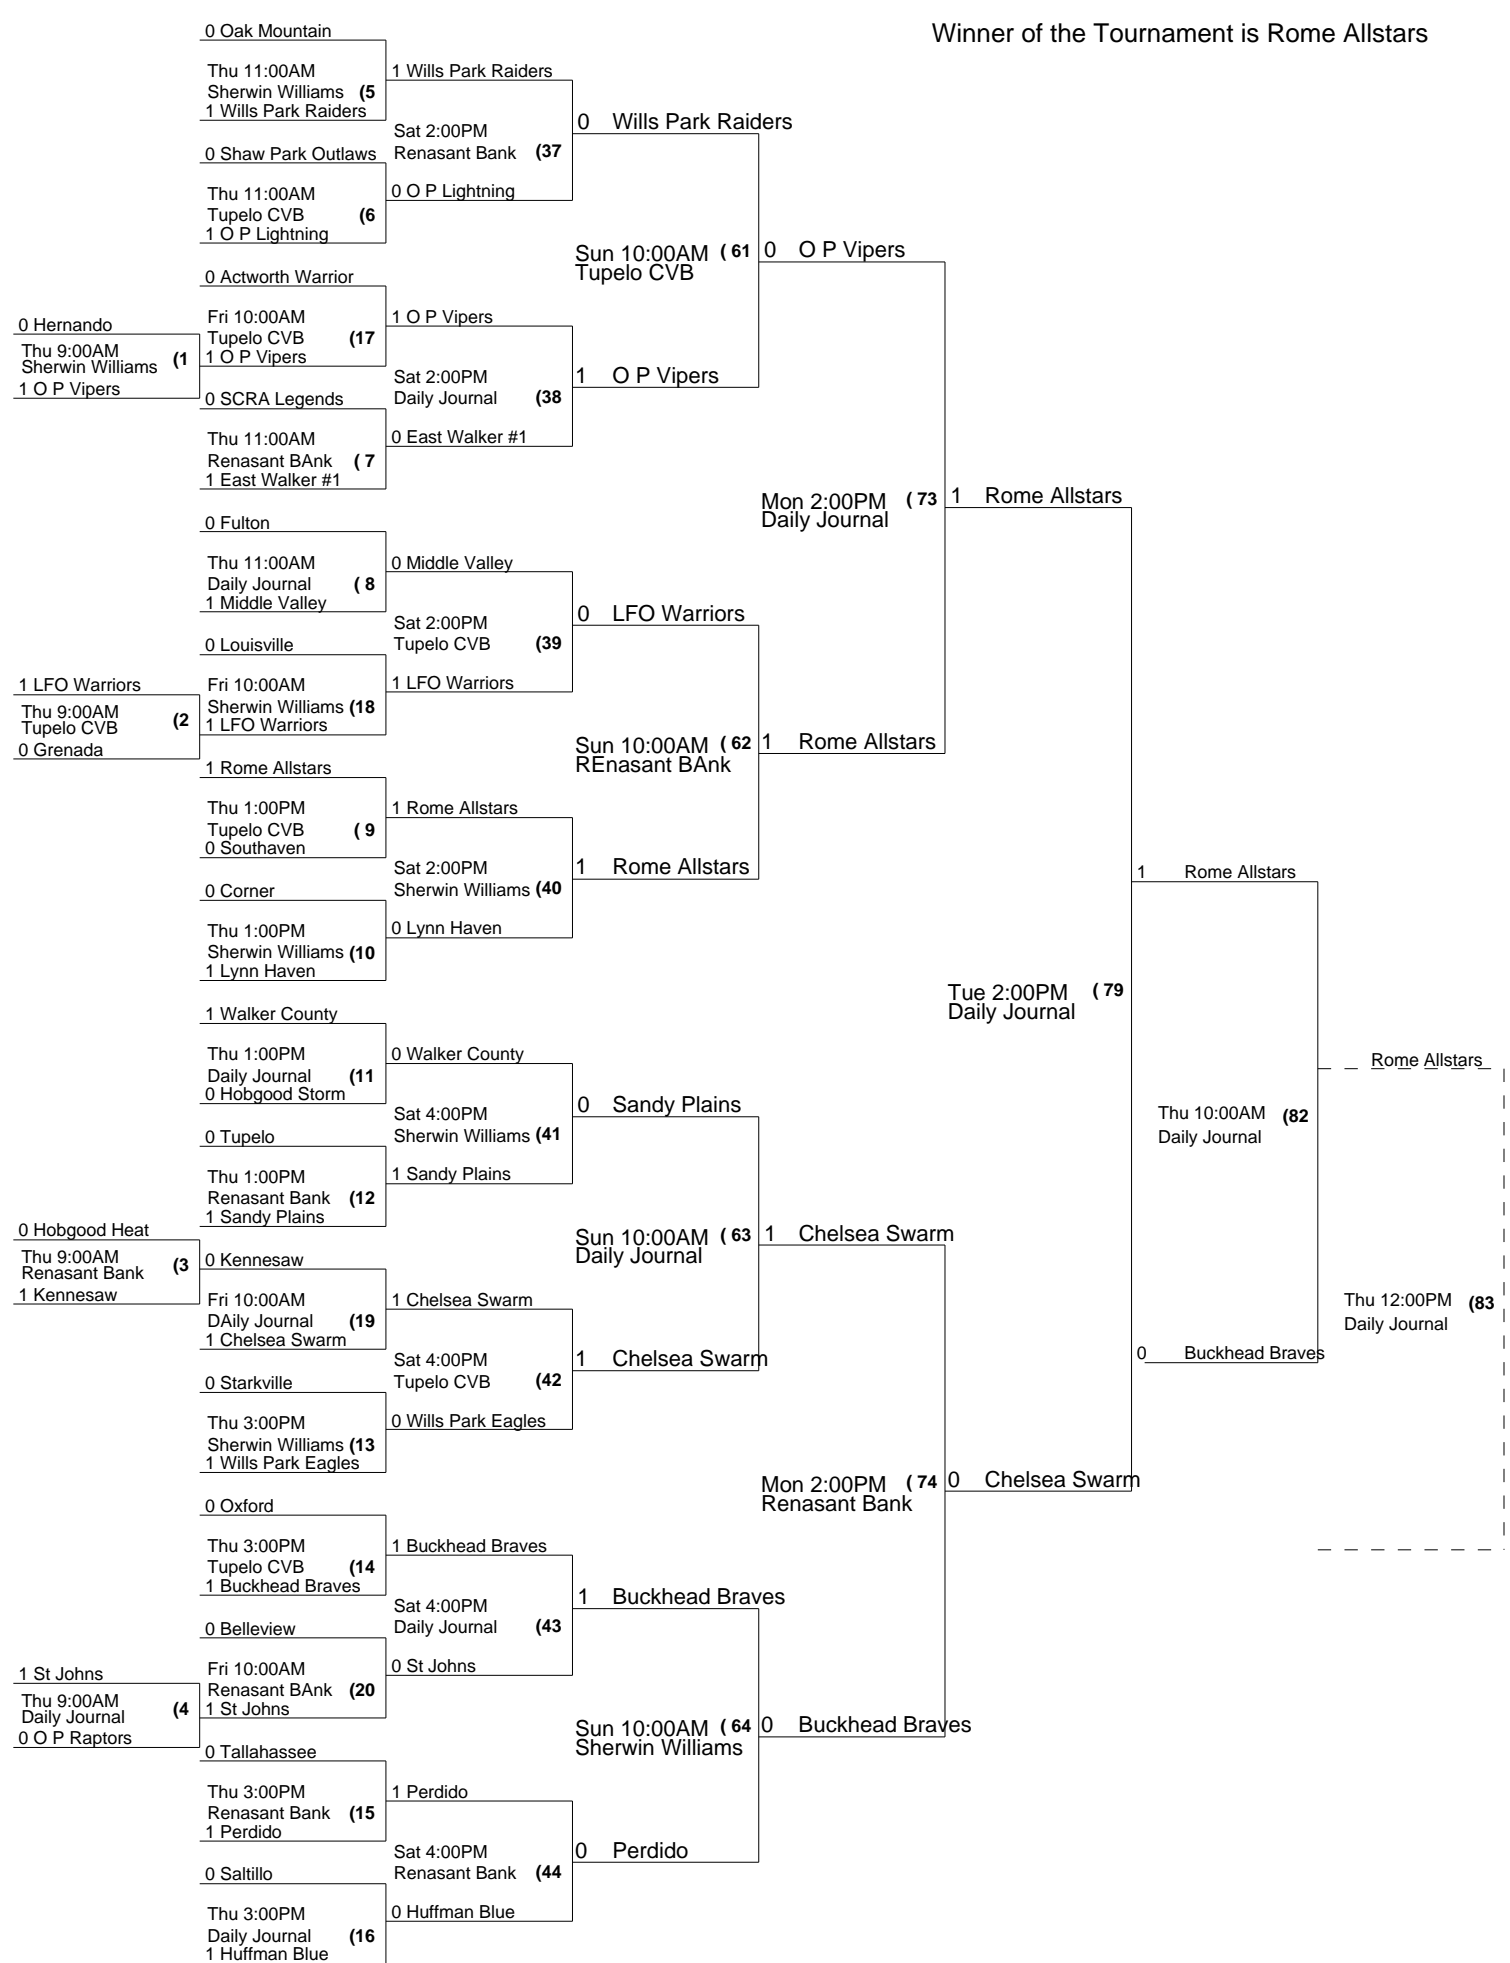 Winner of the Tournament is Rome Allstars
0 Hernando
Thu 9:00AM
Sherwin Williams (1
1 O P Vipers
1 LFO Warriors
Thu 9:00AM
Tupelo CVB (2
0 Grenada
0 Hobgood Heat
Thu 9:00AM
Renasant Bank (3
1 Kennesaw
1 St Johns
Thu 9:00AM
Daily Journal (4
0 O P Raptors
0 Oak Mountain
Thu 11:00AM
Sherwin Williams (5
1 Wills Park Raiders
0 Shaw Park Outlaws
Thu 11:00AM
Tupelo CVB (6
1 O P Lightning
0 Actworth Warrior
Fri 10:00AM
Tupelo CVB (17
1 O P Vipers
0 SCRA Legends
Thu 11:00AM
Renasant BAnk ( 7
1 East Walker #1
0 Fulton
Thu 11:00AM
Daily Journal ( 8
1 Middle Valley
0 Louisville
Fri 10:00AM
Sherwin Williams (18
1 LFO Warriors
1 Rome Allstars
Thu 1:00PM
Tupelo CVB ( 9
0 Southaven
0 Corner
Thu 1:00PM
Sherwin Williams (10
1 Lynn Haven
1 Walker County
Thu 1:00PM
Daily Journal (11
0 Hobgood Storm
0 Tupelo
Thu 1:00PM
Renasant Bank (12
1 Sandy Plains
0 Kennesaw
Fri 10:00AM
DAily Journal (19
1 Chelsea Swarm
0 Starkville
Thu 3:00PM
Sherwin Williams (13
1 Wills Park Eagles
0 Oxford
Thu 3:00PM
Tupelo CVB (14
1 Buckhead Braves
0 Belleview
Fri 10:00AM
Renasant BAnk (20
1 St Johns
0 Tallahassee
Thu 3:00PM
Renasant Bank (15
1 Perdido
0 Saltillo
Thu 3:00PM
Daily Journal (16
1 Huffman Blue
1 Wills Park Raiders
Sat 2:00PM
Renasant Bank (37
0 O P Lightning
1 O P Vipers
Sat 2:00PM
Daily Journal (38
0 East Walker #1
0 Middle Valley
Sat 2:00PM
Tupelo CVB (39
1 LFO Warriors
1 Rome Allstars
Sat 2:00PM
Sherwin Williams (40
0 Lynn Haven
0 Walker County
Sat 4:00PM
Sherwin Williams (41
1 Sandy Plains
1 Chelsea Swarm
Sat 4:00PM
Tupelo CVB (42
0 Wills Park Eagles
1 Buckhead Braves
Sat 4:00PM
Daily Journal (43
0 St Johns
1 Perdido
Sat 4:00PM
Renasant Bank (44
0 Huffman Blue
0 Wills Park Raiders
Sun 10:00AM ( 61
Tupelo CVB
1 O P Vipers
0 LFO Warriors
Sun 10:00AM ( 62
REnasant BAnk
1 Rome Allstars
0 Sandy Plains
Sun 10:00AM ( 63
Daily Journal
1 Chelsea Swarm
1 Buckhead Braves
Sun 10:00AM ( 64
Sherwin Williams
0 Perdido
0 O P Vipers
Mon 2:00PM ( 73
Daily Journal
1 Rome Allstars
1 Chelsea Swarm
Mon 2:00PM ( 74
Renasant Bank
0 Buckhead Braves
1 Rome Allstars
Tue 2:00PM ( 79
Daily Journal
0 Chelsea Swarm
1 Rome Allstars
Thu 10:00AM (82
Daily Journal
0 Buckhead Braves
Rome Allstars
Thu 12:00PM (83
Daily Journal